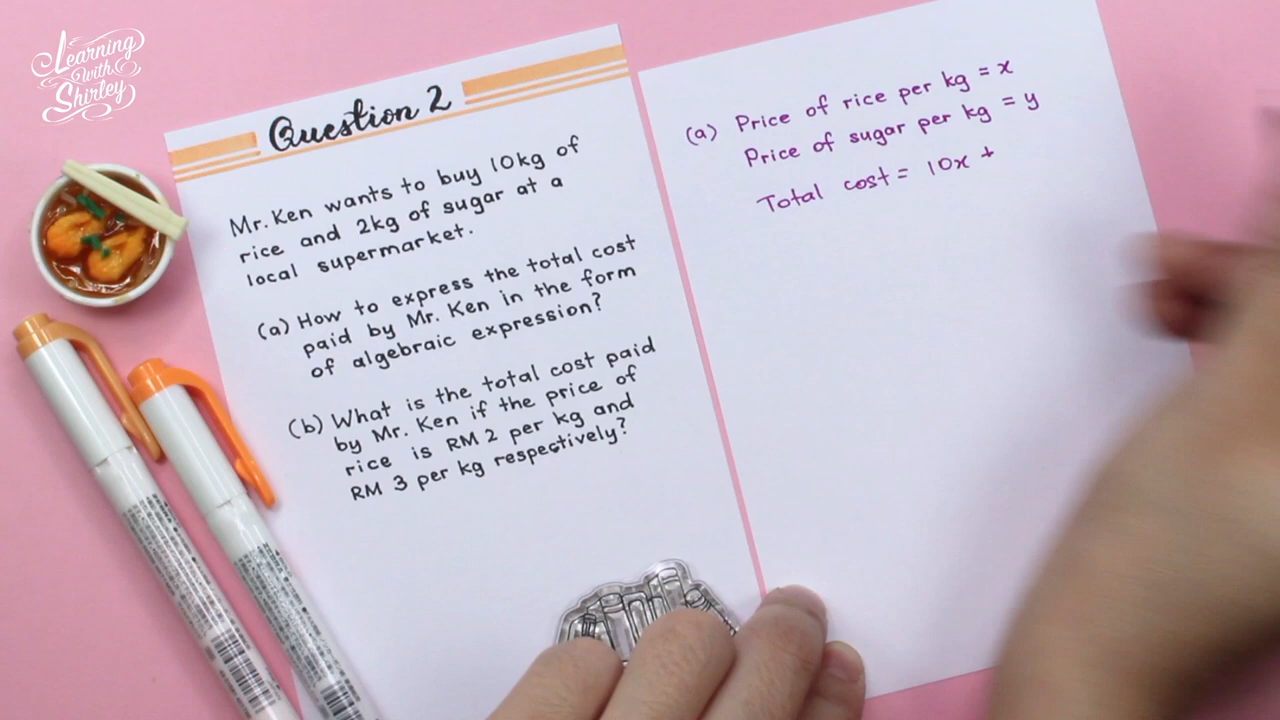 Learning
With
Shirley
Question 2
Mr. Ken wants to buy 10kg of
rice and 2kg of sugar at a
local supermarket.
(a) How to express the total cost
paid by Mr. Ken in the form
of algebraic expression?
(b) What is the total cost paid
by Mr. Ken if the price of
rice is RM 2 per kg and
RM 3 per kg respectively?
(a) Price of rice per kg = x
Price of sugar per kg = y
Total cost = 10x +